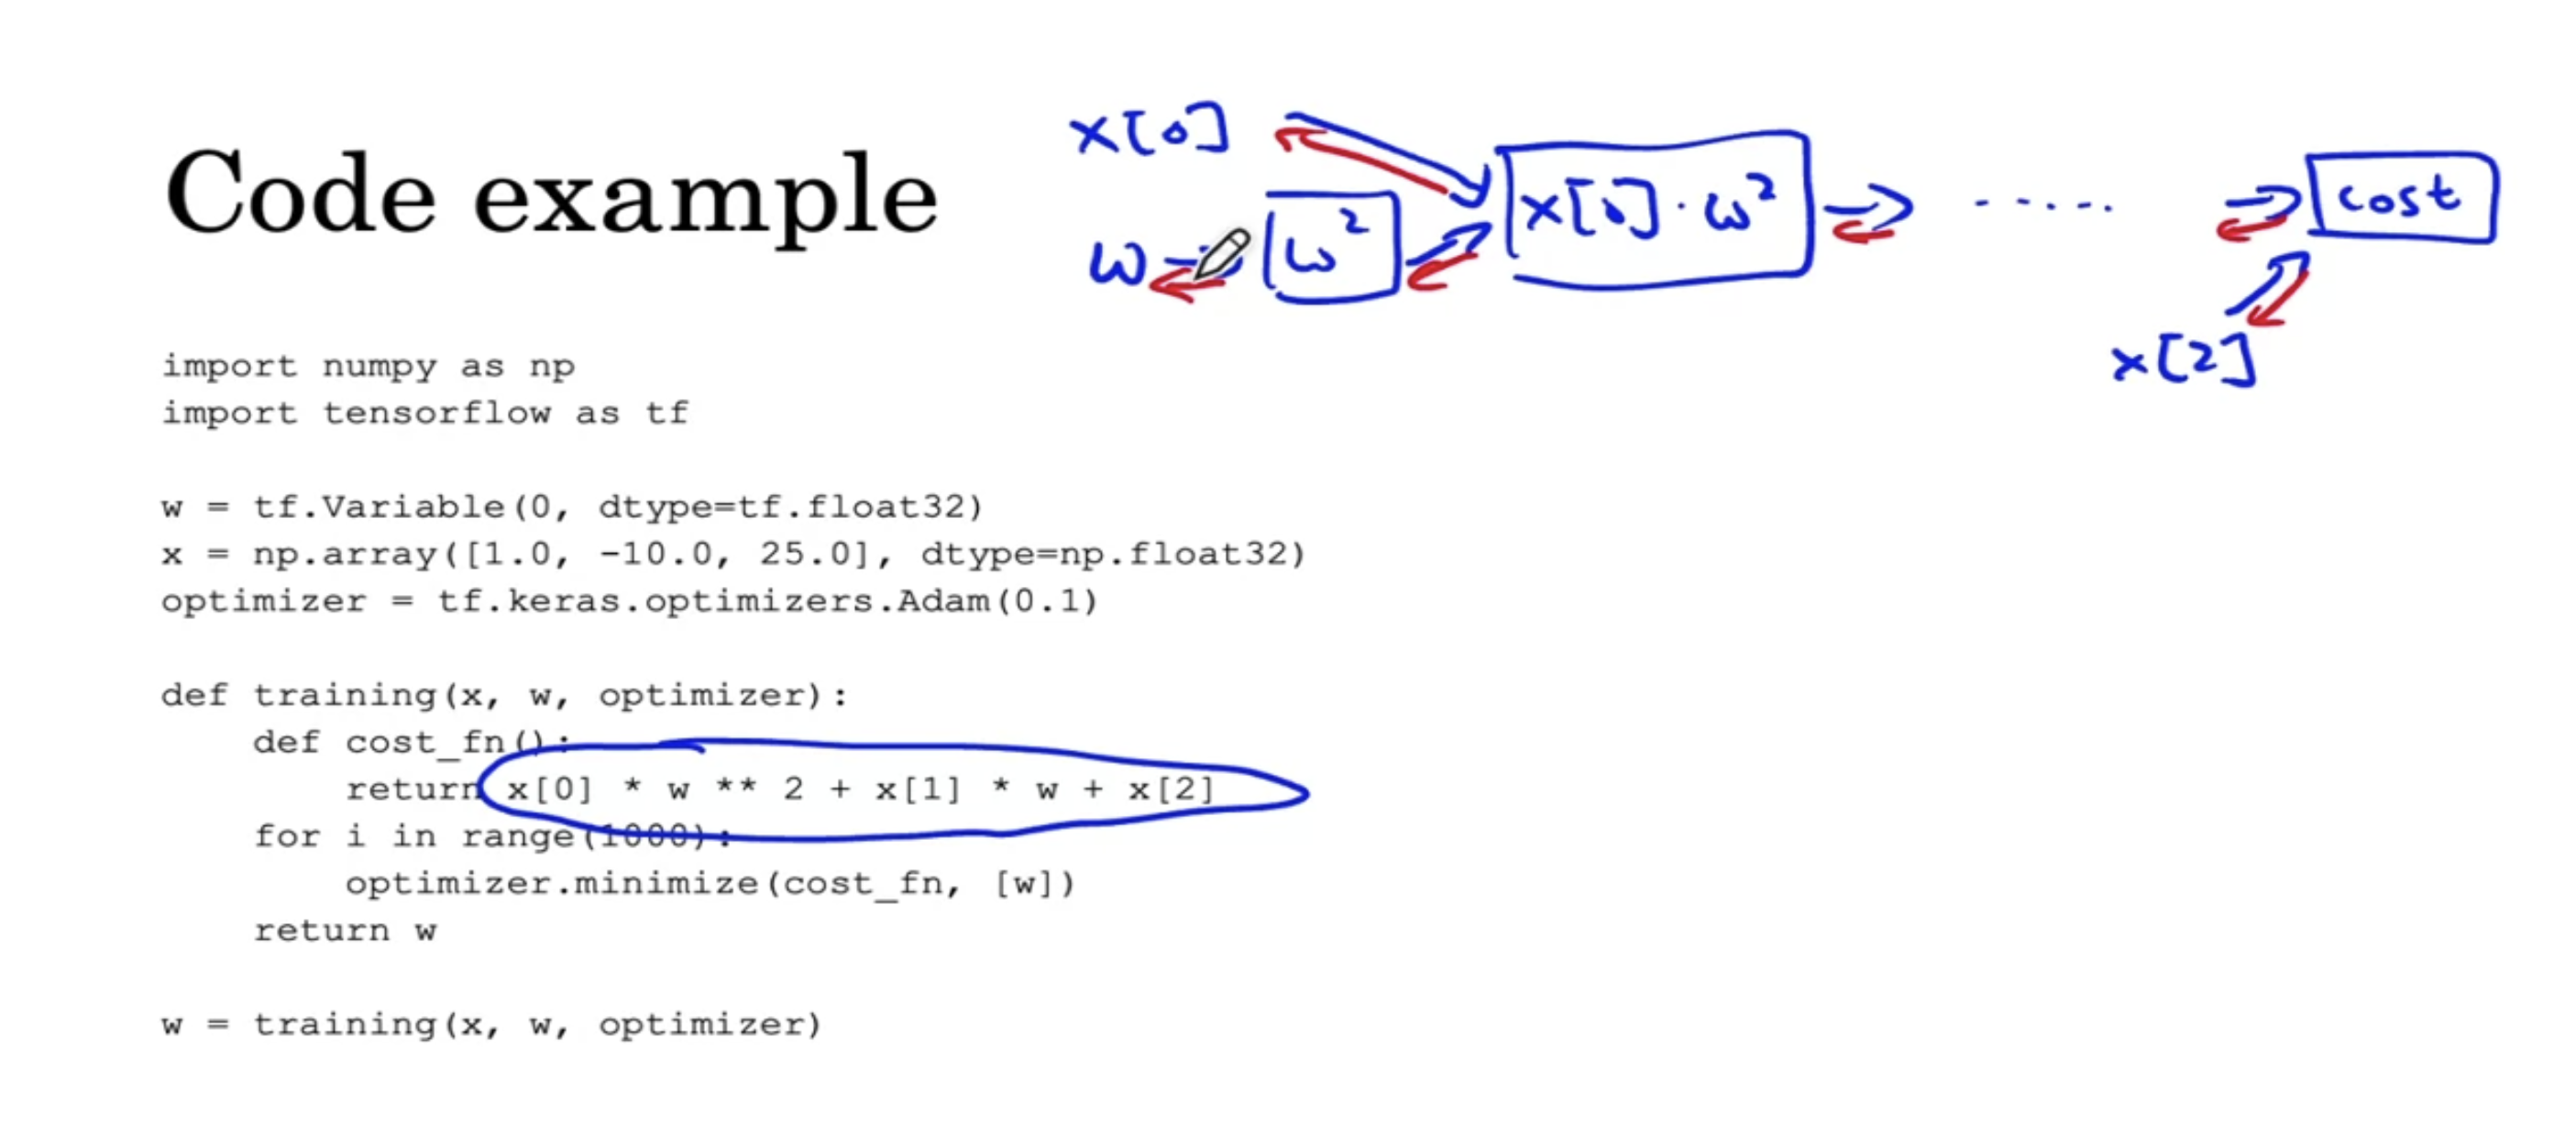 Code example
x[0]
w
w²
x[0]·w²
.....
cost
x[2]
import numpy as np
import tensorflow as tf
w = tf.Variable(0, dtype=tf.float32)
x = np.array([1.0, -10.0, 25.0], dtype=np.float32)
optimizer = tf.keras.optimizers.Adam(0.1)
def training(x, w, optimizer):
    def cost_fn():
        return x[0] * w ** 2 + x[1] * w + x[2]
    for i in range(1000):
        optimizer.minimize(cost_fn, [w])
    return w
w = training(x, w, optimizer)